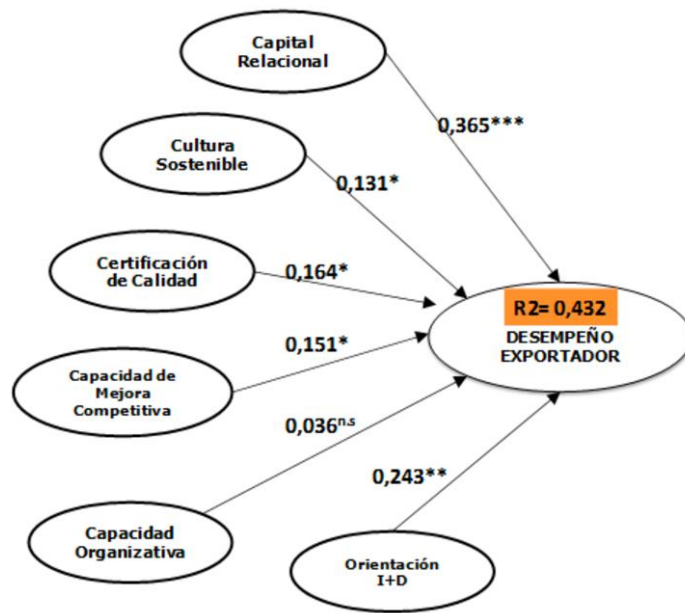 Capital
Relacional
0,365***
Cultura
Sostenible
0,131*
Certificación
de Calidad
0,164*
R2= 0,432
DESEMPEÑO
EXPORTADOR
0,151*
Capacidad de
Mejora
Competitiva
0,036n.s
0,243**
Capacidad
Organizativa
Orientación
I+D